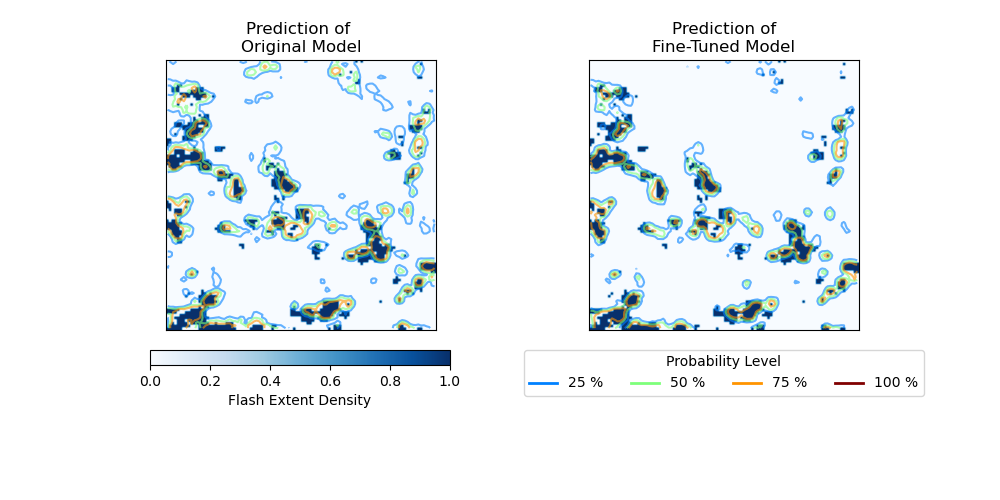 Prediction of
Original Model
Prediction of
Fine-Tuned Model
0.0 0.2 0.4 0.6 0.8 1.0
Flash Extent Density
Probability Level
25 % 50 % 75 % 100 %